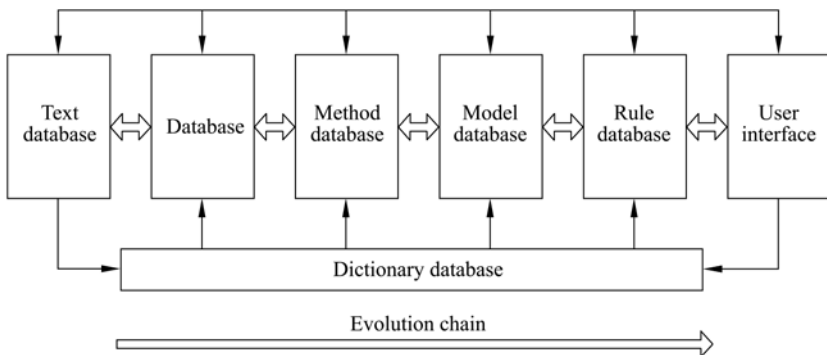 Text
database
Database
Method
database
Model
database
Rule
database
User
interface
Dictionary database
Evolution chain